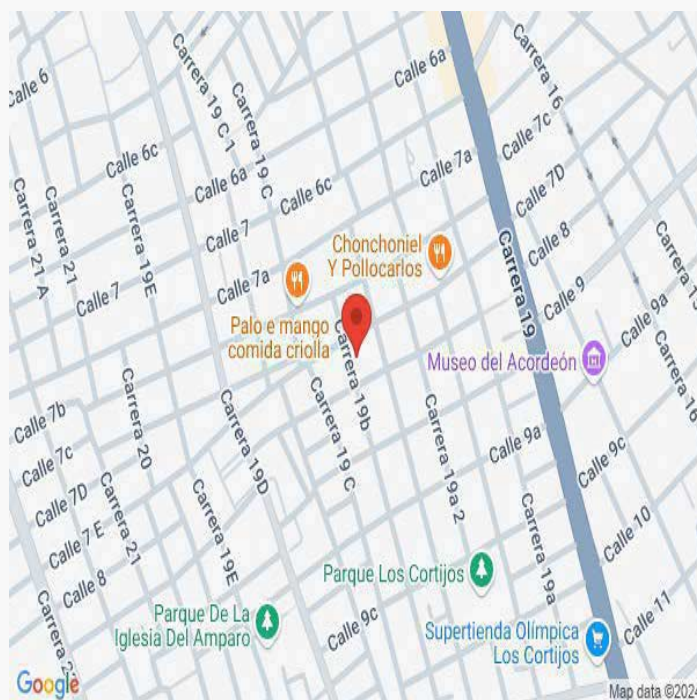 Calle 6
Carrera 19 C 1
Carrera 19 C
Calle 6a
Carrera 16
Calle 7c
Calle 6c
Calle 6a
Calle 6c
Calle 7a
Calle 7D
Carrera 21 A
Carrera 21
Carrera 19E
Calle 7
Calle 8
Chonchoniel
Y Pollocarlos
Carrera 19
Calle 7
Calle 7a
Calle 9
Calle 9a
Palo e mango
comida criolla
Carrera 19b
Museo del Acordeón
Calle 7b
Calle 7c
Carrera 20
Carrera 19D
Carrera 19 C
Carrera 19a 2
Calle 9a
Calle 9c
Calle 7D
Calle 7 E
Carrera 21
Carrera 19E
Calle 10
Calle 8
Parque Los Cortijos
Carrera 19a
Parque De La
Iglesia Del Amparo
Calle 9c
Supertienda Olímpica
Los Cortijos
Calle 11
Google
Map data ©202